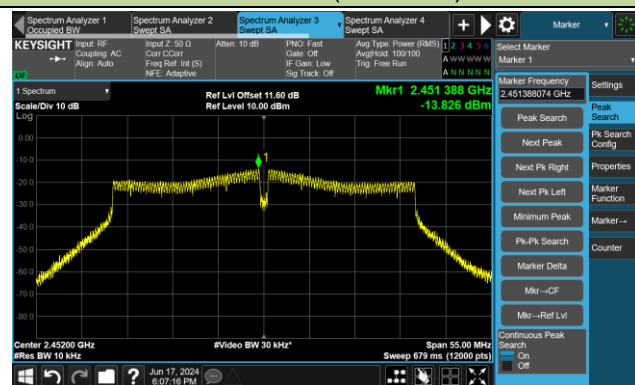 Spectrum Analyzer 1
Occupied BW
Spectrum Analyzer 2
Swept SA
Spectrum Analyzer 3
Swept SA
Spectrum Analyzer 4
Swept SA
+
Marker
KEYSIGHT
Input: RF
Coupling: AC
Align: Auto
Input Z: 50 Ω
Corr CCorr
Freq Ref: Int (S)
NFE: Adaptive
Atten: 10 dB
PNO: Fast
Gate: Off
IF Gain: Low
Sig Track: Off
Avg Type: Power (RMS)
Avg|Hold: 100/100
Trig: Free Run
1 2 3 4 5 6
A W W W W W
A N N N N N
LW
1 Spectrum
Scale/Div 10 dB
Log
Ref Lvl Offset 11.60 dB
Ref Level 10.00 dBm
Mkr1 2.451 388 GHz
-13.826 dBm
1
0.00
-10.0
-20.0
-30.0
-40.0
-50.0
-60.0
-70.0
-80.0
Center 2.45200 GHz
#Res BW 10 kHz
#Video BW 30 kHz*
Span 55.00 MHz
Sweep 679 ms (12000 pts)
Select Marker
Marker 1
Marker Frequency
2.451388074 GHz
Peak Search
Next Peak
Next Pk Right
Next Pk Left
Minimum Peak
Pk-Pk Search
Marker Delta
Mkr→CF
Mkr→Ref Lvl
Continuous Peak
Search
On
Off
Settings
Peak
Search
Pk Search
Config
Properties
Marker
Function
Marker→
Counter
?
Jun 17, 2024
6:07:16 PM